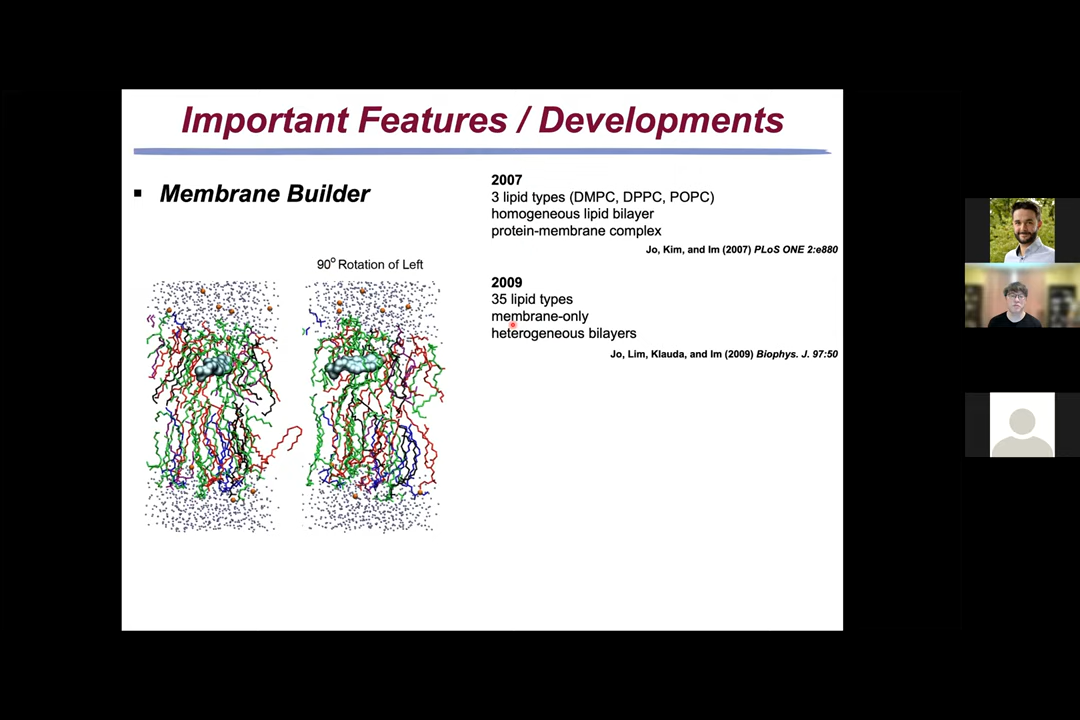 Important Features / Developments
▪ Membrane Builder
90° Rotation of Left
2007
3 lipid types (DMPC, DPPC, POPC)
homogeneous lipid bilayer
protein-membrane complex
Jo, Kim, and Im (2007) PLoS ONE 2:e880
2009
35 lipid types
membrane-only
heterogeneous bilayers
Jo, Lim, Klauda, and Im (2009) Biophys. J. 97:50